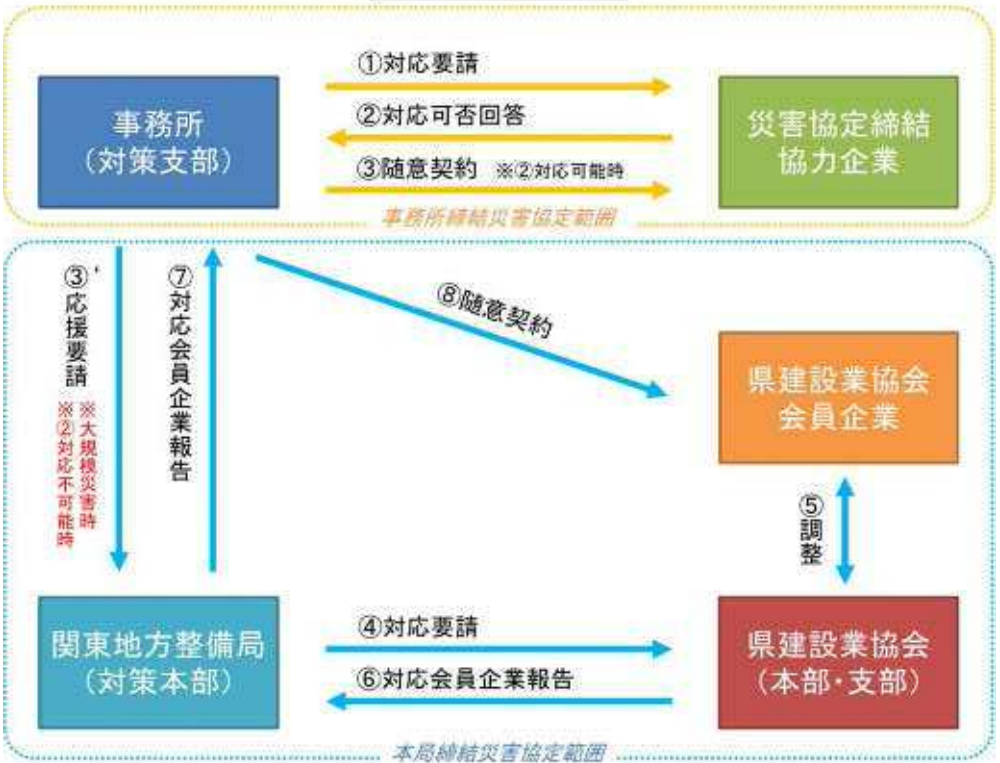 ①対応要請
事務所
(対策支部)
②対応可否回答
災害協定締結
協力企業
③随意契約 ※②対応可能時
事務所締結災害協定範囲
③'応援要請
※大規模災害時
※②対応不可能時
⑦対応会員企業報告
⑧随意契約
県建設業協会
会員企業
⑤調整
関東地方整備局
(対策本部)
④対応要請
⑥対応会員企業報告
県建設業協会
(本部・支部)
本局締結災害協定範囲